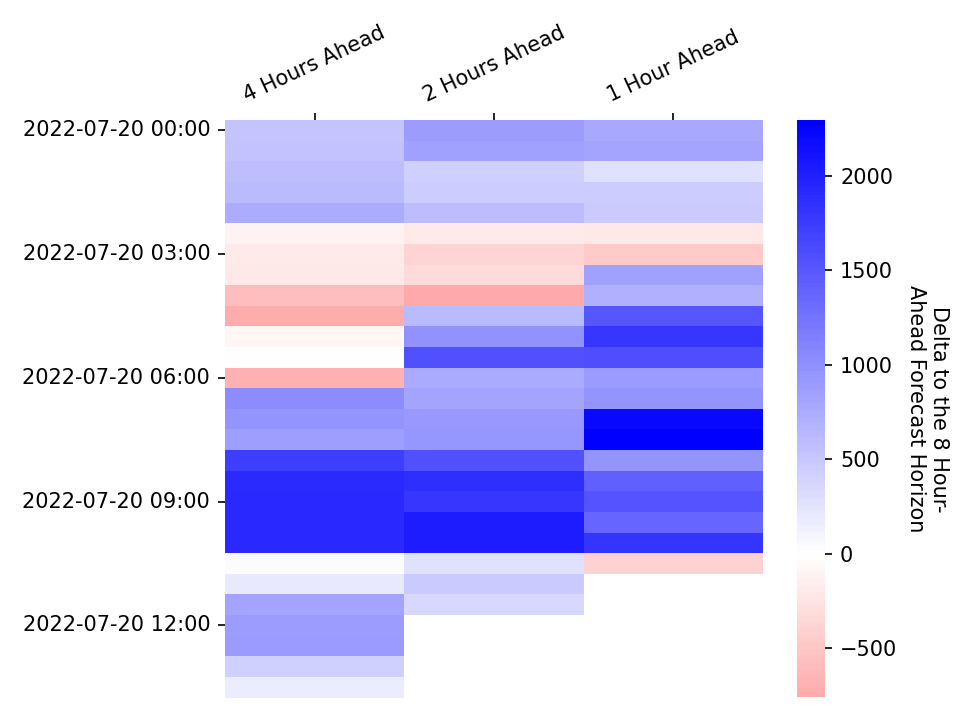 4 Hours Ahead
2 Hours Ahead
1 Hour Ahead
2022-07-20 00:00
2022-07-20 03:00
2022-07-20 06:00
2022-07-20 09:00
2022-07-20 12:00
2000
1500
1000
500
0
−500
Delta to the 8 Hour-
Ahead Forecast Horizon